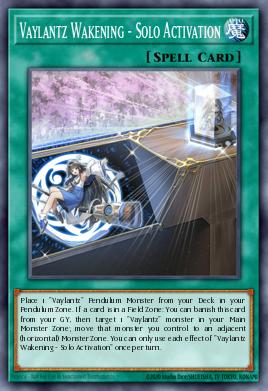 VAYLANTZ WAKENING - SOLO ACTIVATION
魔
[ SPELL CARD ]
Place 1 "Vaylantz" Pendulum Monster from your Deck in your
Pendulum Zone. If a card is in a Field Zone: You can banish this card
from your GY, then target 1 "Vaylantz" monster in your Main
Monster Zone; move that monster you control to an adjacent
(horizontal) Monster Zone. You can only use each effect of "Vaylantz
Wakening - Solo Activation" once per turn.